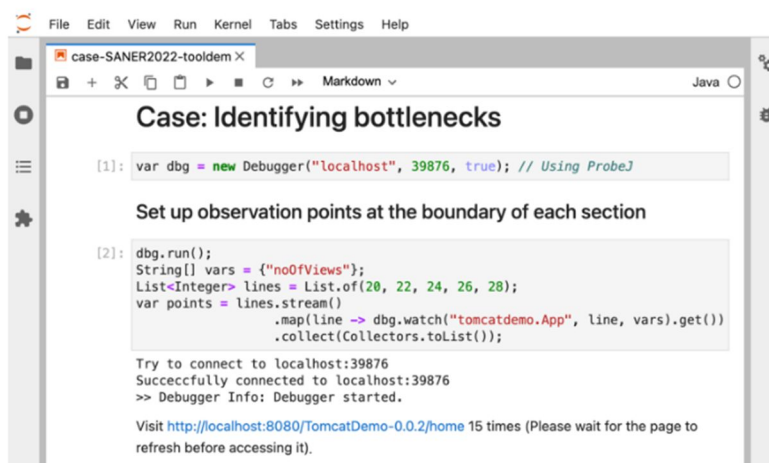 File Edit View Run Kernel Tabs Settings Help
case-SANER2022-tooldem
Markdown
Java
Case: Identifying bottlenecks
[1]: var dbg = new Debugger("localhost", 39876, true); // Using ProbeJ
Set up observation points at the boundary of each section
[2]: dbg.run();
String[] vars = {"noOfViews"};
List<Integer> lines = List.of(20, 22, 24, 26, 28);
var points = lines.stream()
.map(line -> dbg.watch("tomcatdemo.App", line, vars).get())
.collect(Collectors.toList());
Try to connect to localhost:39876
Succeccfully connected to localhost:39876
>> Debugger Info: Debugger started.
Visit http://localhost:8080/TomcatDemo-0.0.2/home 15 times (Please wait for the page to
refresh before accessing it).